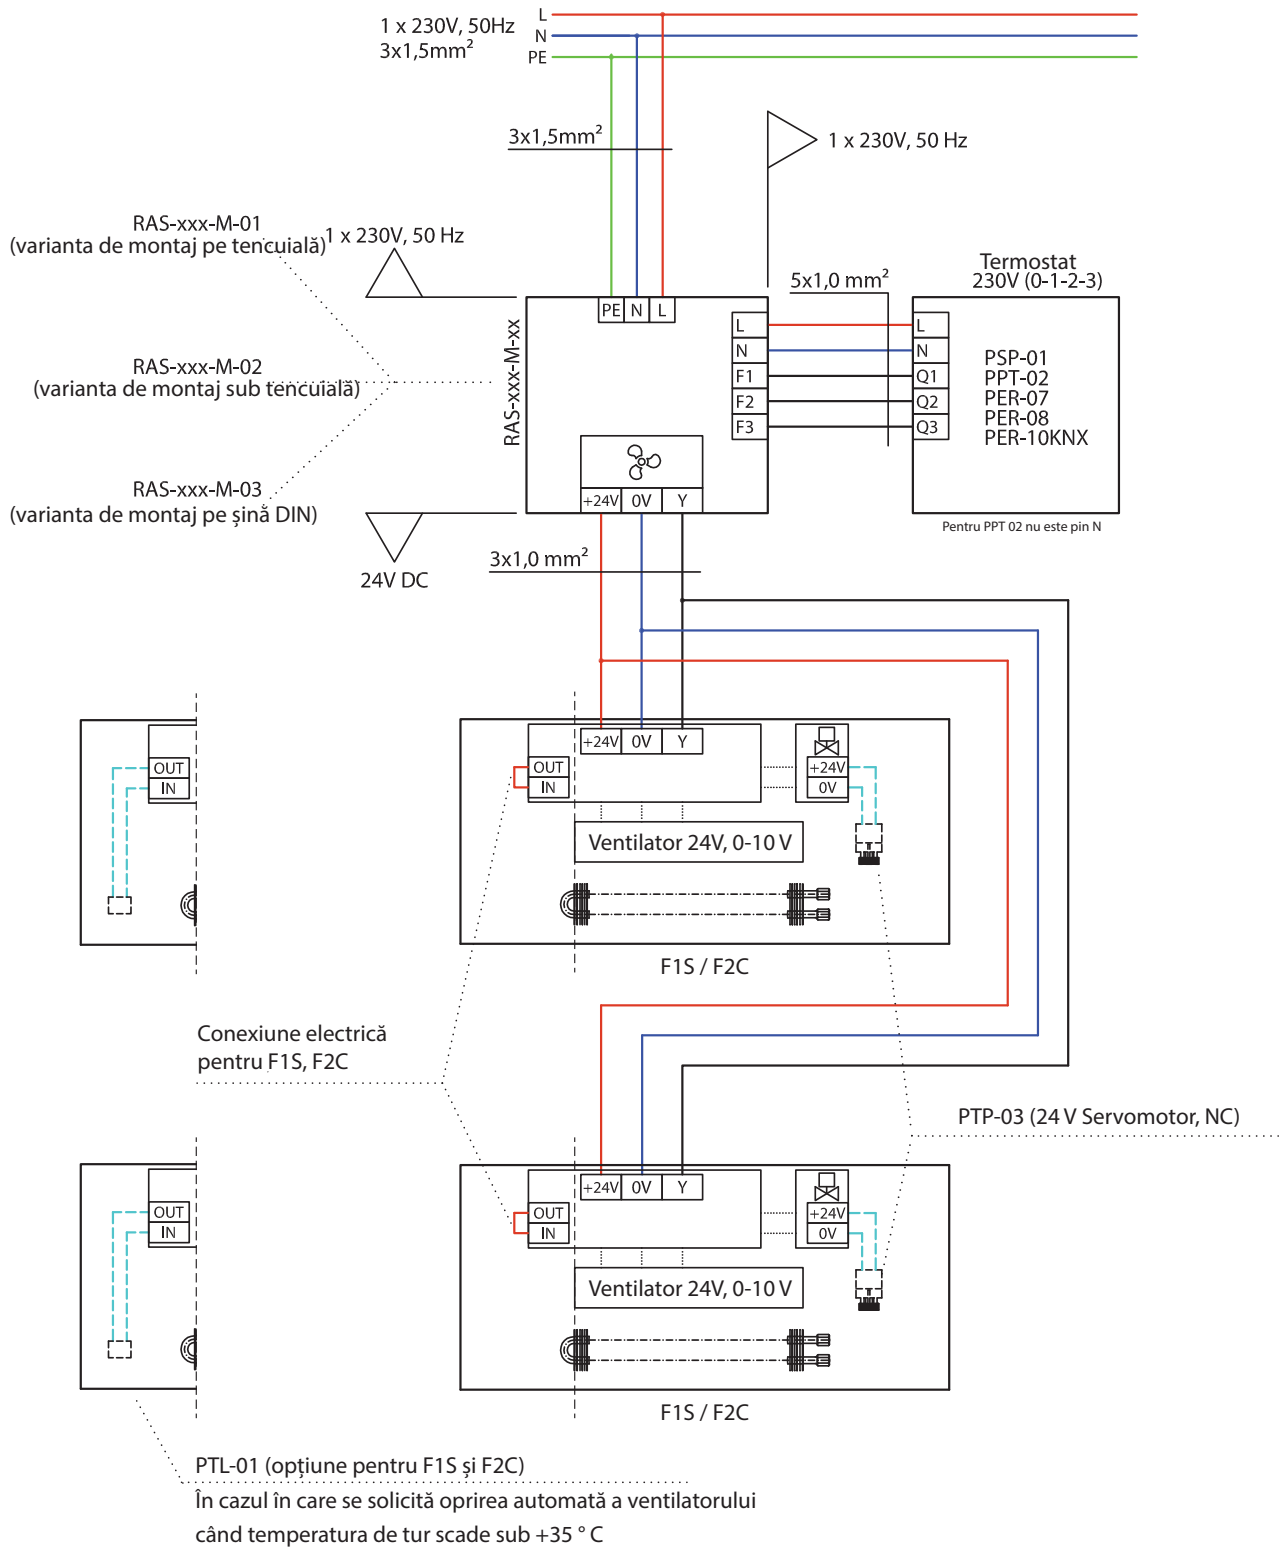 L
1 x 230V, 50Hz
N
3x1,5mm²
PE
3x1,5mm²
1 x 230V, 50 Hz
RAS-xxx-M-01
(varianta de montaj pe tencuială)
1 x 230V, 50 Hz
RAS-xxx-M-02
(varianta de montaj sub tencuială)
RAS-xxx-M-03
(varianta de montaj pe șină DIN)
24V DC
RAS-xxx-M-xx
PE N L
L
N
F1
F2
F3
+24V 0V Y
5x1,0 mm²
Termostat
230V (0-1-2-3)
L
N
Q1
Q2
Q3
PSP-01
PPT-02
PER-07
PER-08
PER-10KNX
Pentru PPT 02 nu este pin N
3x1,0 mm²
OUT
IN
+24V 0V Y
OUT
IN
+24V
0V
Ventilator 24V, 0-10 V
F1S / F2C
Conexiune electrică
pentru F1S, F2C
PTP-03 (24 V Servomotor, NC)
OUT
IN
+24V 0V Y
OUT
IN
+24V
0V
Ventilator 24V, 0-10 V
F1S / F2C
PTL-01 (opțiune pentru F1S și F2C)
În cazul în care se solicită oprirea automată a ventilatorului
când temperatura de tur scade sub +35 ° C